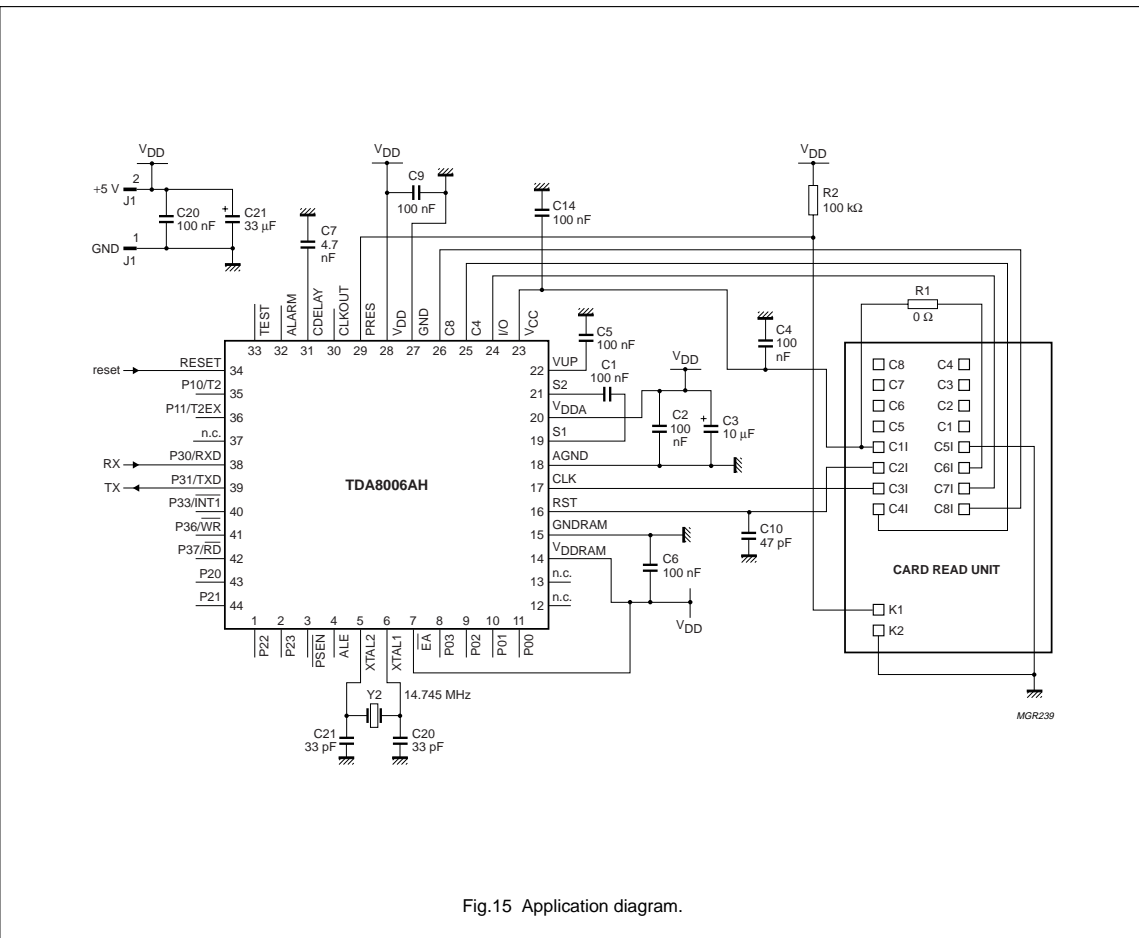 VDD
+5 V
2
J1
GND
1
J1
C20
100 nF
C21
33 μF
+
C7
4.7
nF
VDD
C9
100 nF
C14
100 nF
VDD
R2
100 kΩ
R1
0 Ω
C4
100
nF
TEST
ALARM
CDELAY
CLKOUT
PRES
VDD
GND
C8
C4
I/O
VCC
33 32 31 30 29 28 27 26 25 24 23
reset
RESET
34
P10/T2
35
P11/T2EX
36
n.c.
37
RX
P30/RXD
38
TX
P31/TXD
39
P33/INT1
40
P36/WR
41
P37/RD
42
P20
43
P21
44
TDA8006AH
22
VUP
21
S2
20
VDDA
19
S1
18
AGND
17
CLK
16
RST
15
GNDRAM
14
VDDRAM
13
n.c.
12
n.c.
C5
100 nF
C1
100 nF
VDD
C2
100
nF
+
C3
10 μF
C10
47 pF
C6
100 nF
VDD
1 2 3 4 5 6 7 8 9 10 11
P22
P23
PSEN
ALE
XTAL2
XTAL1
EA
P03
P02
P01
P00
Y2
14.745 MHz
C21
33 pF
C20
33 pF
C8 C4
C7 C3
C6 C2
C5 C1
C1I C5I
C2I C6I
C3I C7I
C4I C8I
CARD READ UNIT
K1
K2
MGR239
Fig.15 Application diagram.